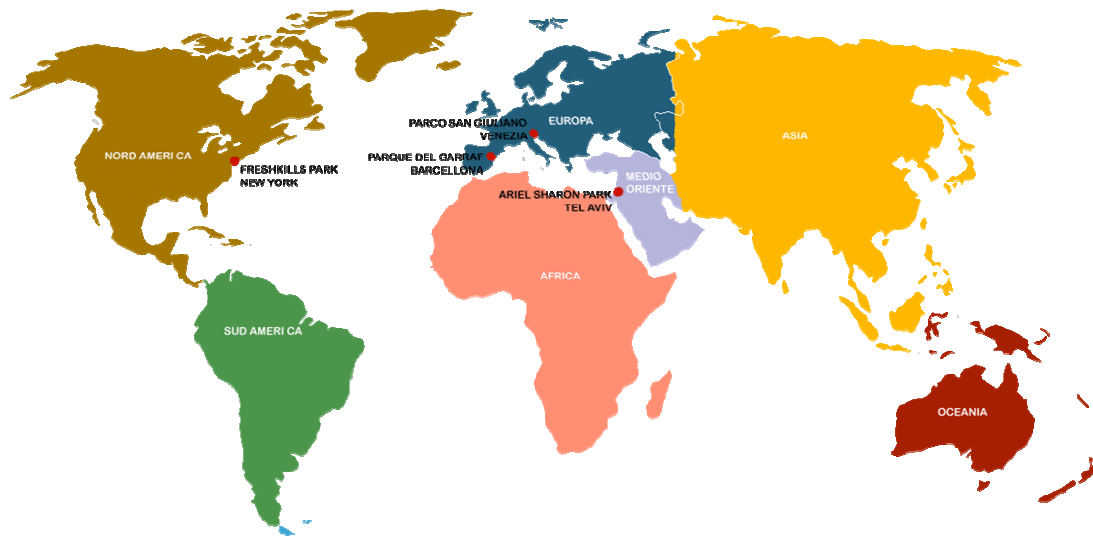 PARCO SAN GIULIANO
VENEZIA
EUROPA
ASIA
NORD AMERI CA
PARQUE DEL GARRAF
BARCELLONA
FRESHKILLS PARK
NEW YORK
MEDIO
ORIENTE
ARIEL SHARON PARK
TEL AVIV
AFRICA
SUD AMERI CA
OCEANIA